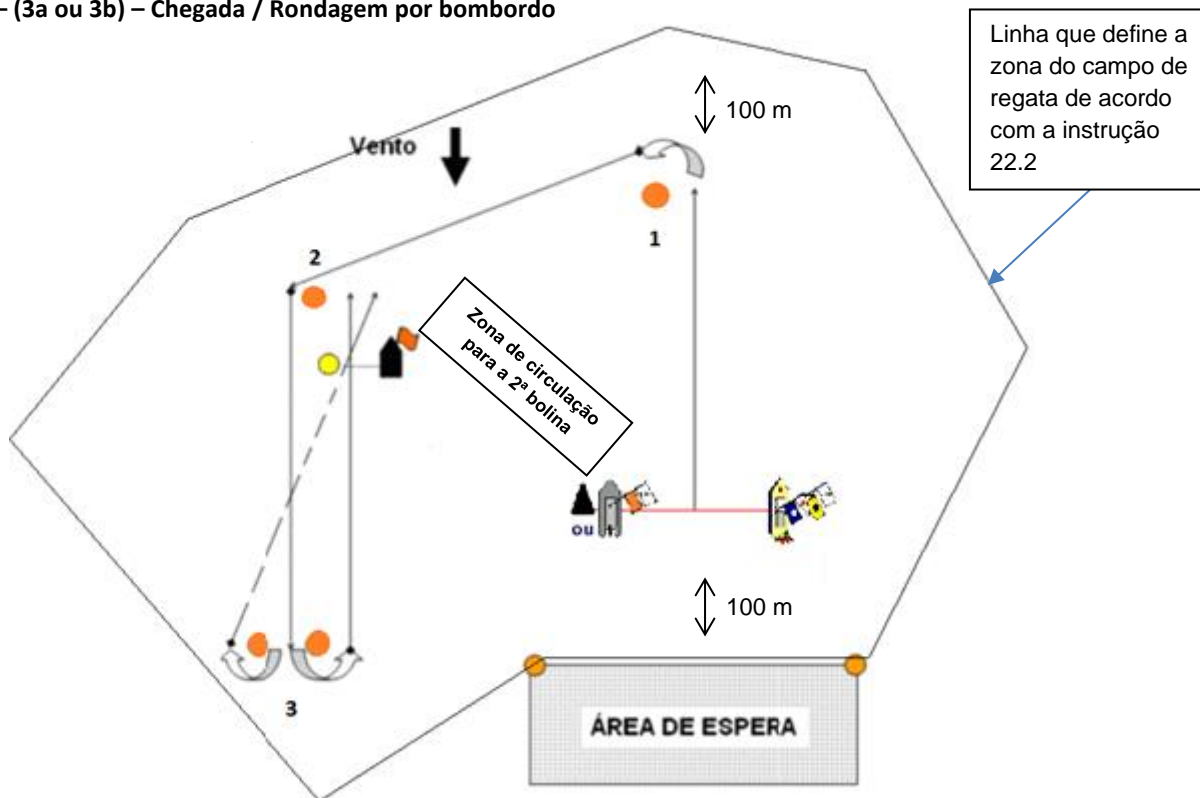 – (3a ou 3b) – Chegada / Rondagem por bombordo
Linha que define a
zona do campo de
regata de acordo
com a instrução
22.2
100 m
Vento
1
2
Zona de circulação
para a 2ª bolina
ou
100 m
3
ÁREA DE ESPERA